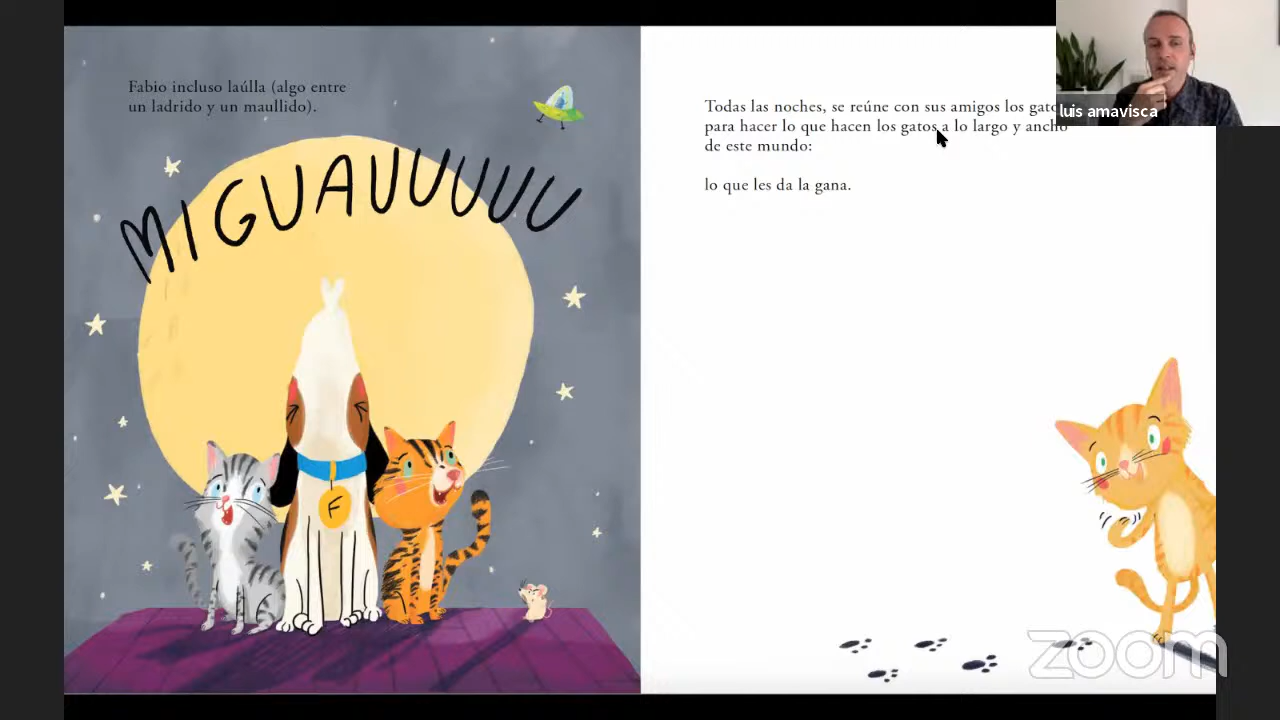 Fabio incluso laúlla (algo entre
un ladrido y un maullido).
MIGUAUUUUU
F
Todas las noches, se reúne con sus amigos los
para hacer lo que hacen los gatos a lo largo y ancho
de este mundo:
lo que les da la gana.
luis amavisca
zoom